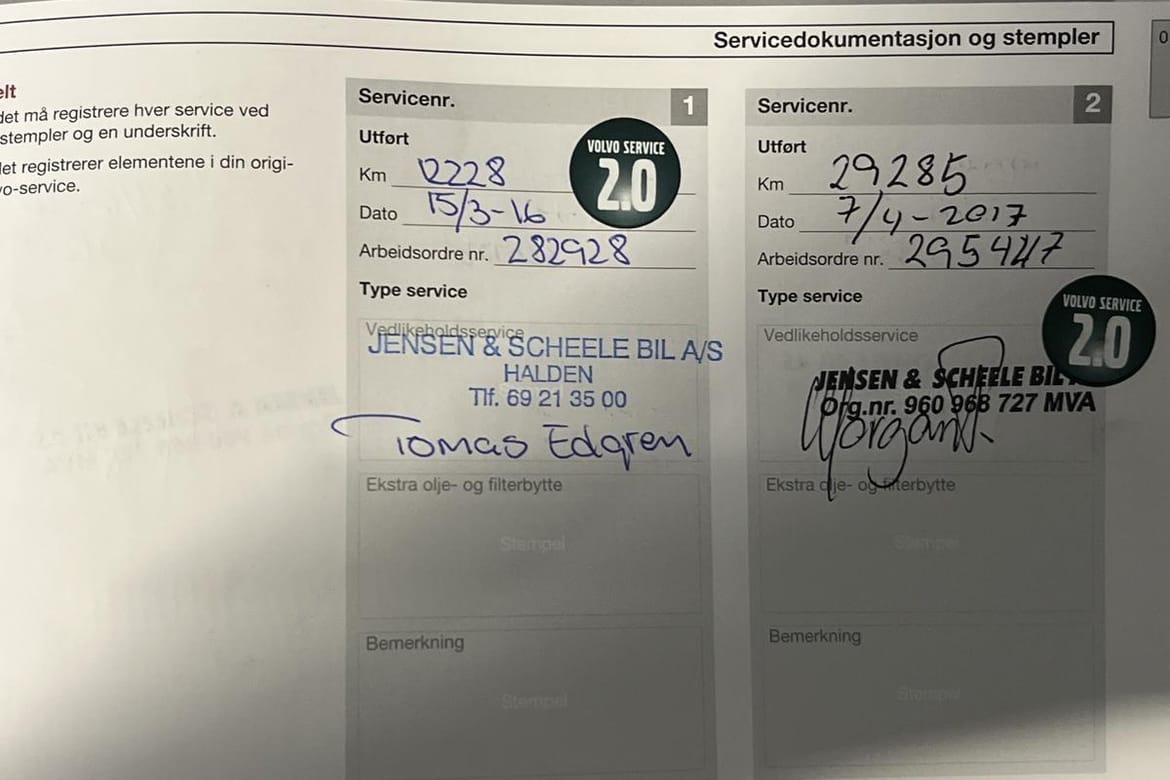 Servicedokumentasjon og stempler
0
elt
det må registrere hver service ved
stempler og en underskrift.
let registrerer elementene i din origi-
vo-service.
Servicenr. 1
Utført
Km 12228
Dato 15/3-16
Arbeidsordre nr. 282928
VOLVO SERVICE
2.0
Type service
Vedlikeholdsservice
JENSEN & SCHEELE BIL A/S
HALDEN
Tlf. 69 21 35 00
Tomas Edgren
Ekstra olje- og filterbytte
Stempel
Bemerkning
Stempel
Servicenr. 2
Utført
Km 29285
Dato 7/4-2017
Arbeidsordre nr.
Type service
VOLVO SERVICE
2.0
Vedlikeholdsservice
JENSEN & SCHEELE BIL
Org.nr. 960 968 727 MVA
Ekstra olje- og filterbytte
Stempel
Bemerkning
Stempel